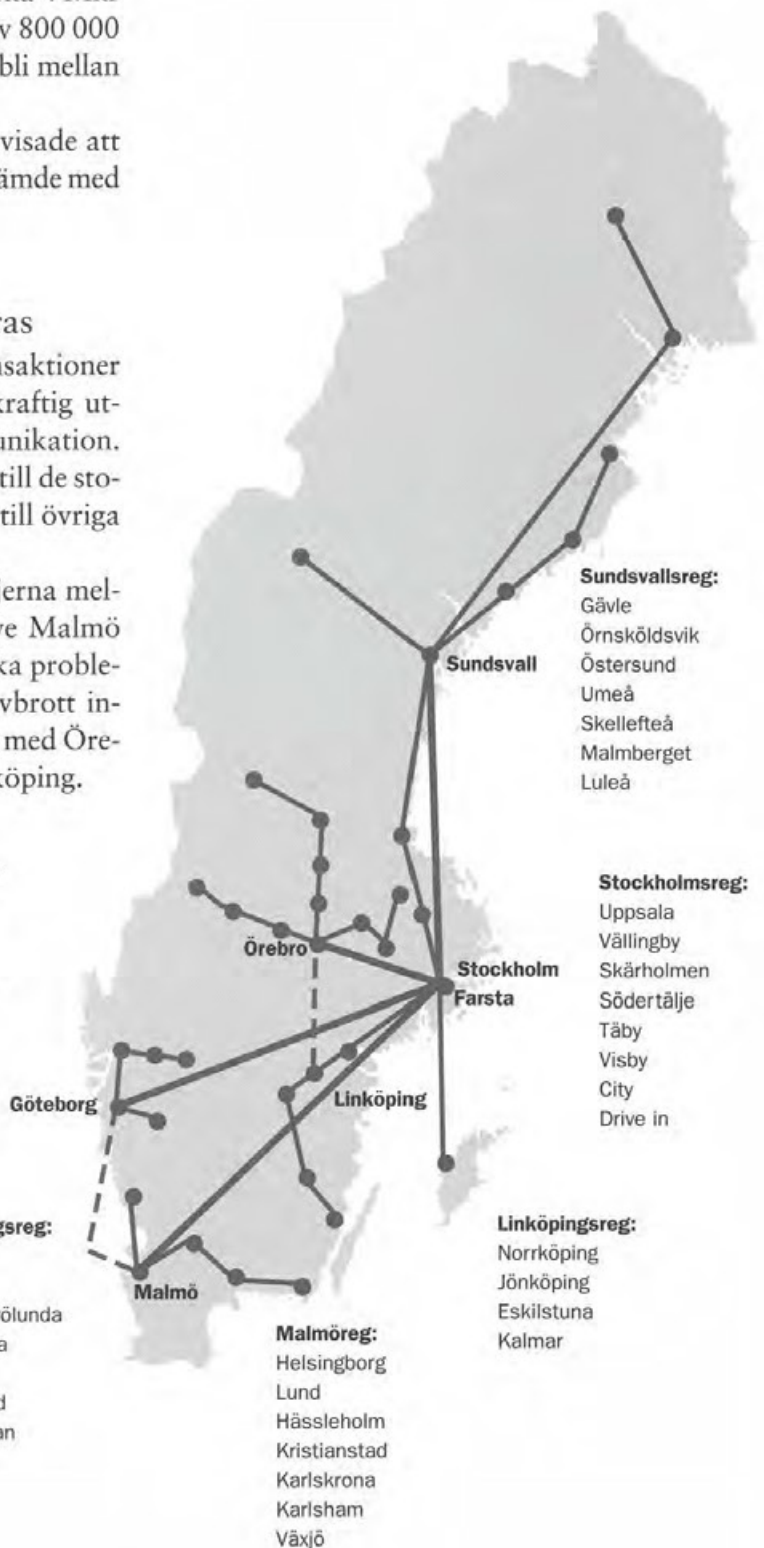 v 800 000
bli mellan
visade att
ämde med
ras
nsaktioner
kraftig ut-
unikation.
till de sto-
till övriga
erna mel-
ve Malmö
ka proble-
vbrott in-
med Öre-
köping.
Sundsvallsreg:
Gävle
Örnsköldsvik
Östersund
Umeå
Skellefteå
Malmberget
Luleå
Sundsvall
Stockholmsreg:
Uppsala
Vällingby
Skärholmen
Södertälje
Täby
Visby
City
Drive in
Örebro
Stockholm
Farsta
Göteborg
Linköping
Linköpingsreg:
Norrköping
Jönköping
Eskilstuna
Kalmar
gsreg:
ölunda
a
d
an
Malmö
Malmöreg:
Helsingborg
Lund
Hässleholm
Kristianstad
Karlskrona
Karlsham
Växjö